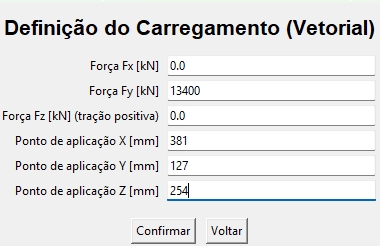 Definição do Carregamento (Vetorial)
Força Fx [kN] 0.0
Força Fy [kN] 13400
Força Fz [kN] (tração positiva) 0.0
Ponto de aplicação X [mm] 381
Ponto de aplicação Y [mm] 127
Ponto de aplicação Z [mm] 254
Confirmar Voltar